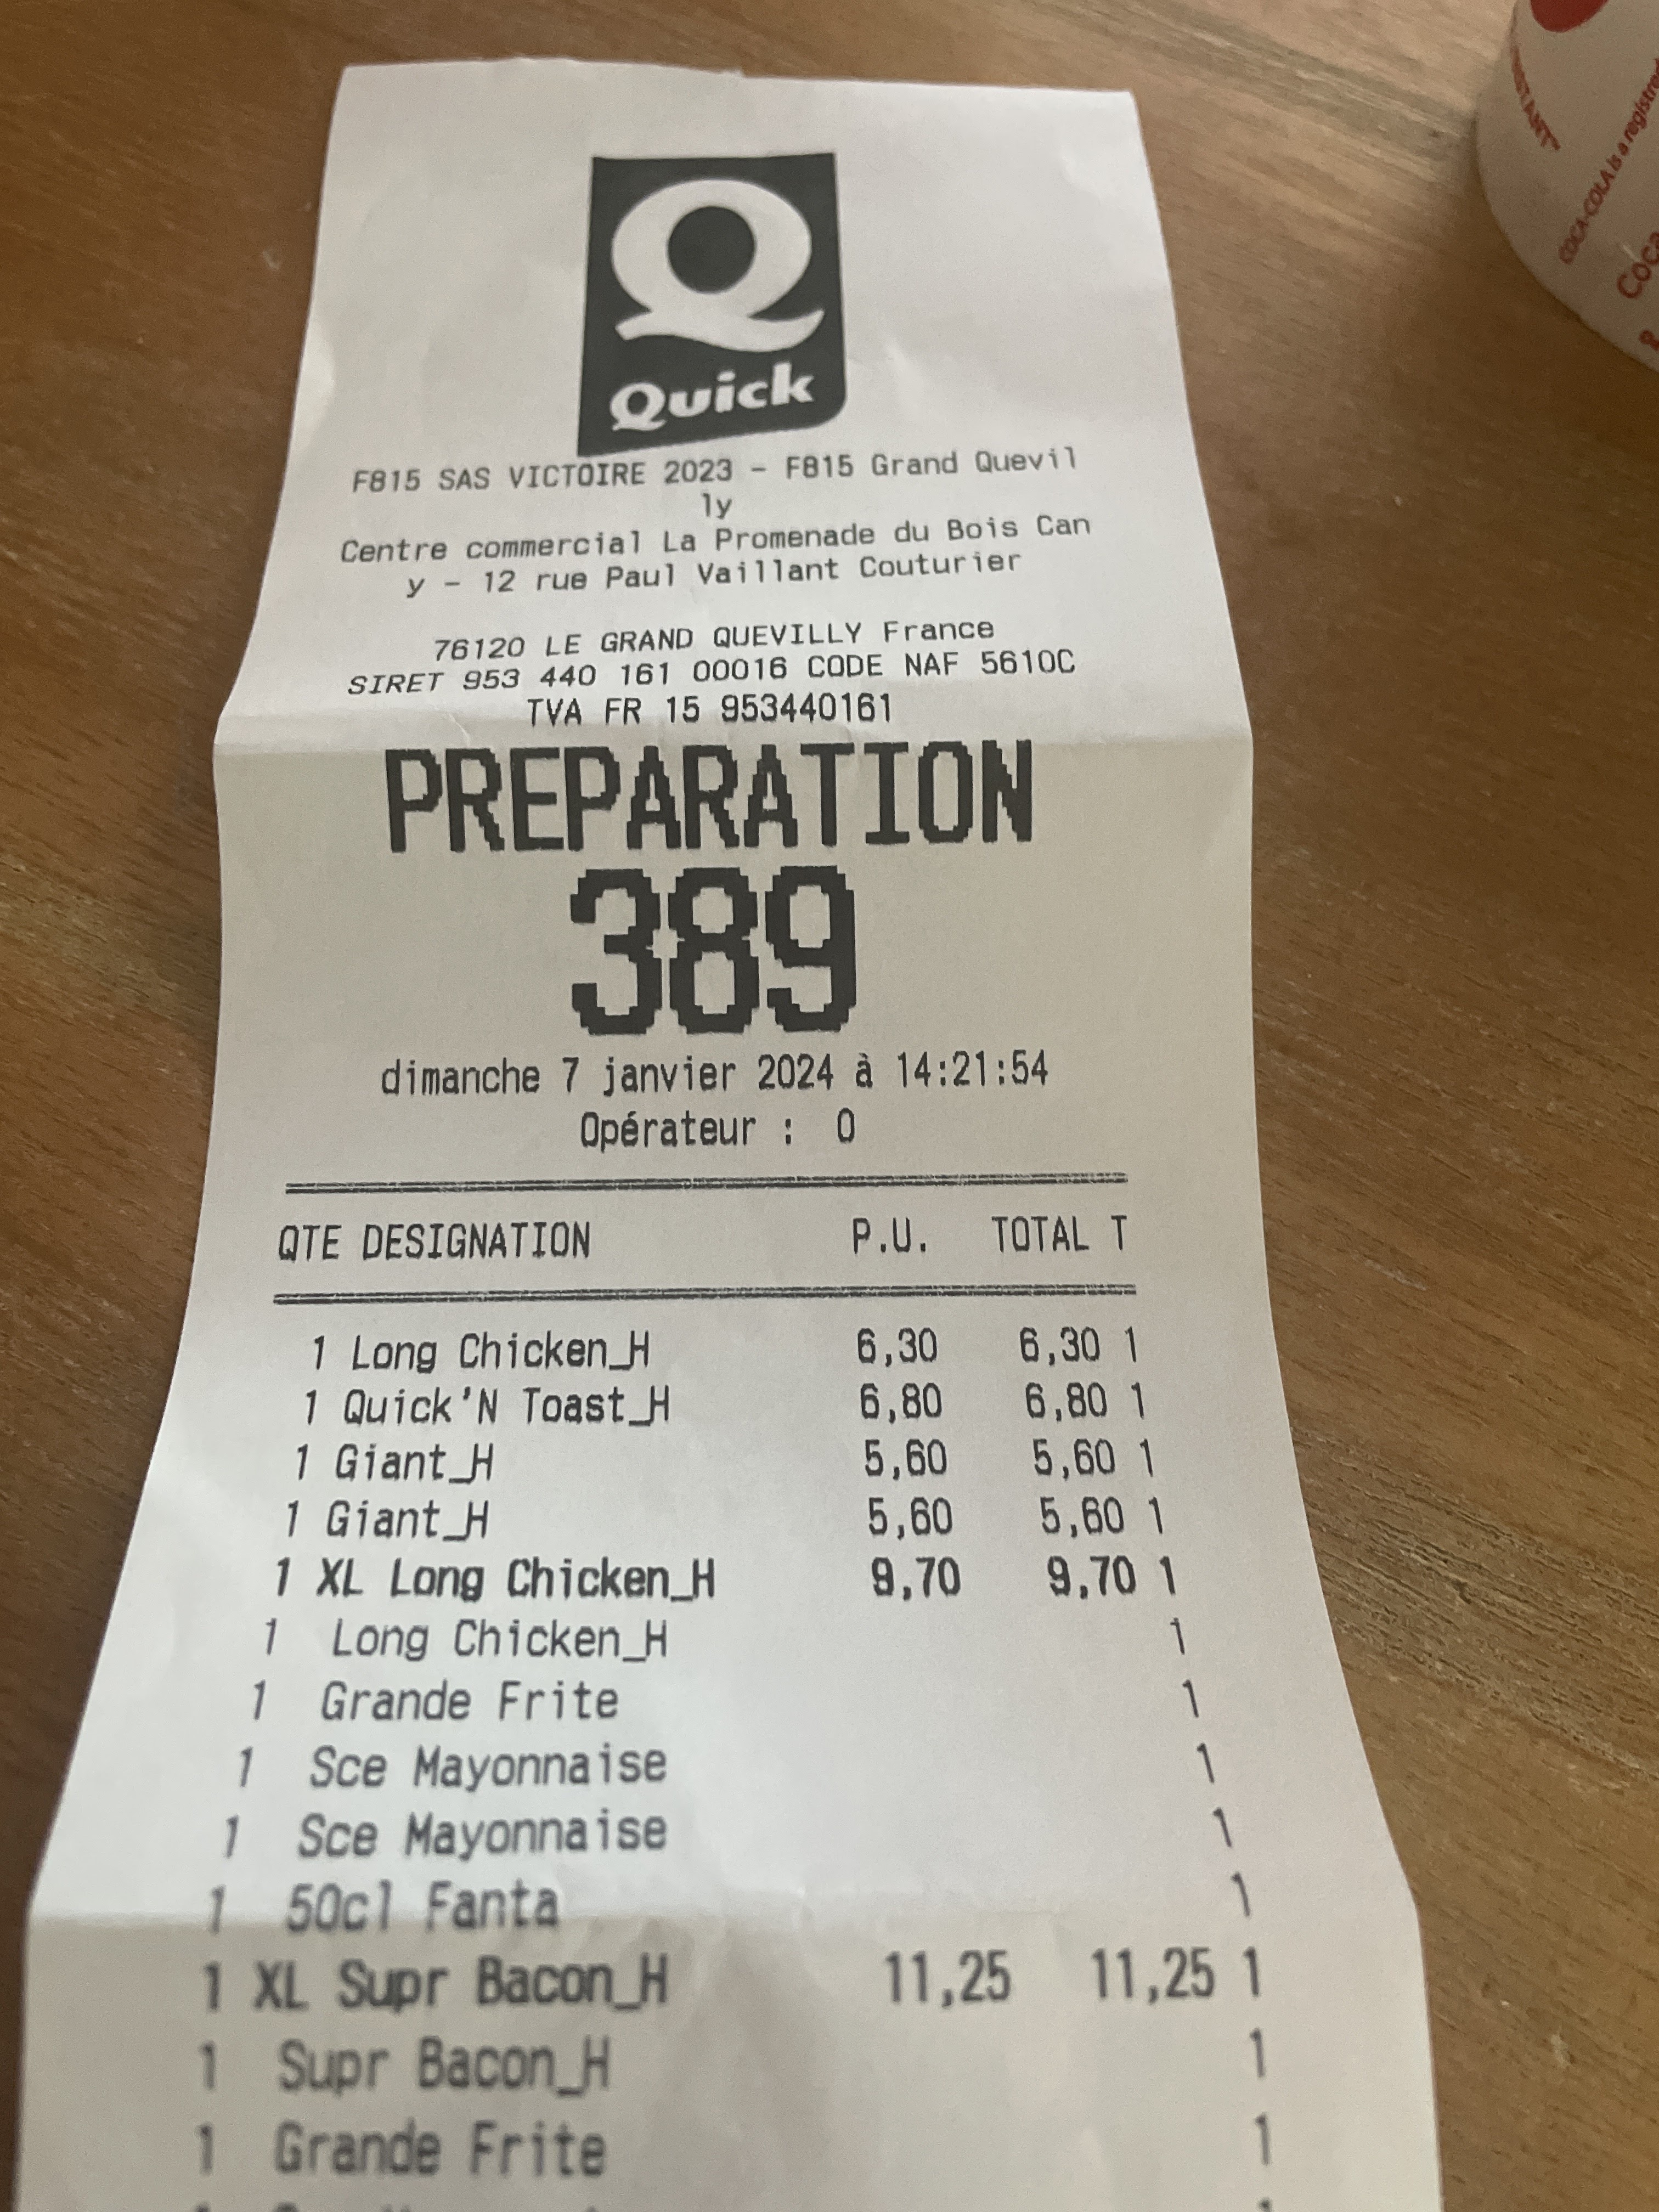 Quick
F815 SAS VICTOIRE 2023 - F815 Grand Quevil
ly
Centre commercial La Promenade du Bois Can
y - 12 rue Paul Vaillant Couturier
76120 LE GRAND QUEVILLY France
SIRET 953 440 161 00016 CODE NAF 5610C
TVA FR 15 953440161
PREPARATION
389
dimanche 7 janvier 2024 à 14:21:54
Opérateur : 0
QTE DESIGNATION P.U. TOTAL T
1 Long Chicken_H 6,30 6,30 1
1 Quick'N Toast_H 6,80 6,80 1
1 Giant_H 5,60 5,60 1
1 Giant_H 5,60 5,60 1
1 XL Long Chicken_H 9,70 9,70 1
1 Long Chicken_H 1
1 Grande Frite 1
1 Sce Mayonnaise 1
1 Sce Mayonnaise 1
1 50cl Fanta 1
1 XL Supr Bacon_H 11,25 11,25 1
1 Supr Bacon_H 1
1 Grande Frite 1
COCA-COLA is a